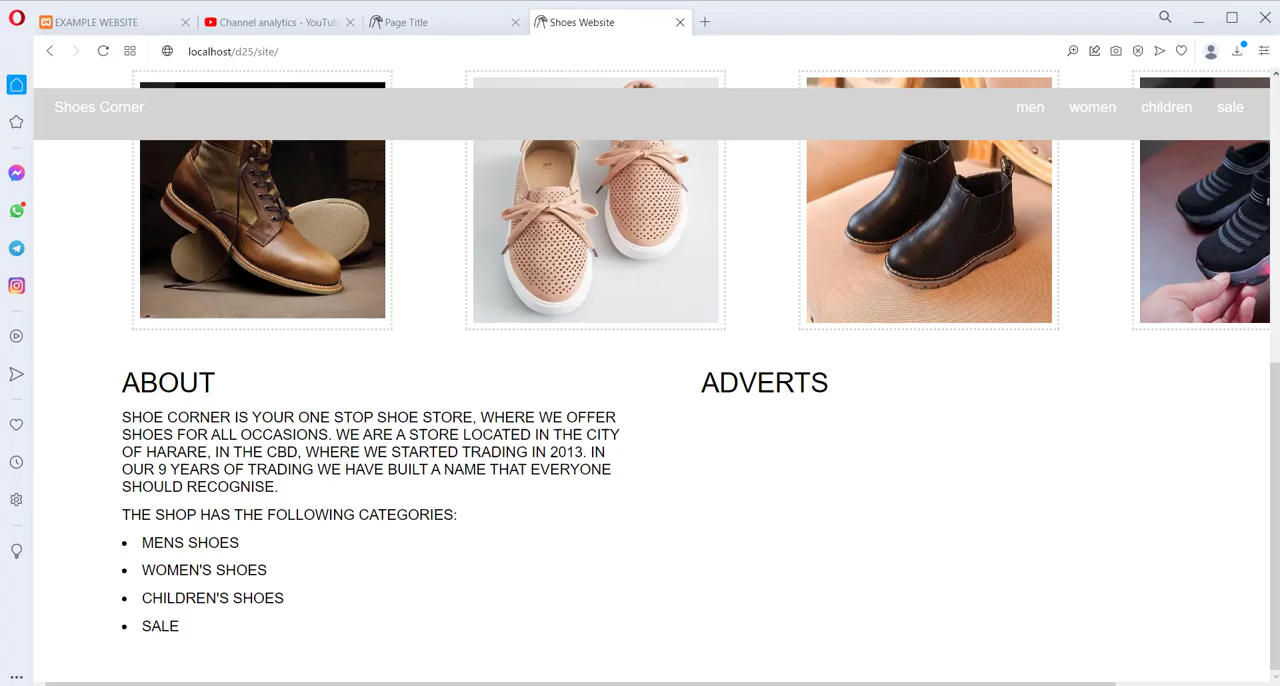 EXAMPLE WEBSITE
Channel analytics - YouTu
Page Title
Shoes Website
localhost/d25/site/
Shoes Corner
men women children sale
ABOUT
SHOE CORNER IS YOUR ONE STOP SHOE STORE, WHERE WE OFFER
SHOES FOR ALL OCCASIONS. WE ARE A STORE LOCATED IN THE CITY
OF HARARE, IN THE CBD, WHERE WE STARTED TRADING IN 2013. IN
OUR 9 YEARS OF TRADING WE HAVE BUILT A NAME THAT EVERYONE
SHOULD RECOGNISE.
THE SHOP HAS THE FOLLOWING CATEGORIES:
• MENS SHOES
• WOMEN'S SHOES
• CHILDREN'S SHOES
• SALE
ADVERTS